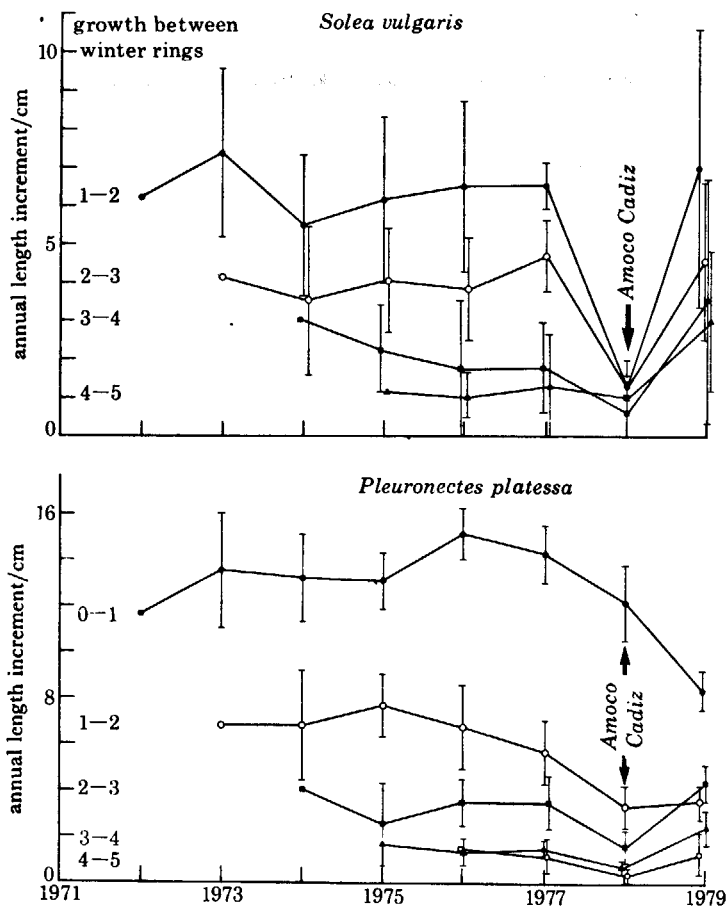 growth between
winter rings
Solea vulgaris
annual length increment/cm
10
5
0
1—2
2—3
3—4
4—5
Amoco Cadiz
Pleuronectes platessa
annual length increment/cm
16
8
0
0—1
1—2
2—3
3—4
4—5
Amoco
Cadiz
1971
1973
1975
1977
1979